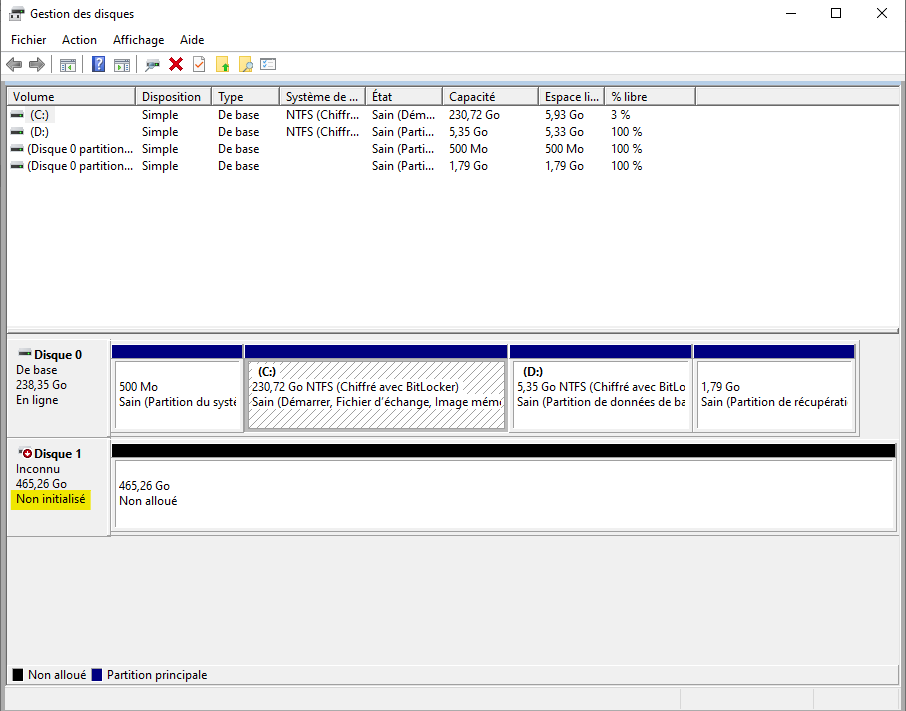 Gestion des disques
Fichier Action Affichage Aide
Volume Disposition Type Système de ... État Capacité Espace li... % libre
(C:) Simple De base NTFS (Chiffr... Sain (Dém... 230,72 Go 5,93 Go 3 %
(D:) Simple De base NTFS (Chiffr... Sain (Parti... 5,35 Go 5,33 Go 100 %
(Disque 0 partition... Simple De base Sain (Parti... 500 Mo 500 Mo 100 %
(Disque 0 partition... Simple De base Sain (Parti... 1,79 Go 1,79 Go 100 %
Disque 0
De base
238,35 Go
En ligne
500 Mo
Sain (Partition du systè
(C:)
230,72 Go NTFS (Chiffré avec BitLocker)
Sain (Démarrer, Fichier d'échange, Image mém
(D:)
5,35 Go NTFS (Chiffré avec BitLo
Sain (Partition de données de ba
1,79 Go
Sain (Partition de récupérati
Disque 1
Inconnu
465,26 Go
Non initialisé
465,26 Go
Non alloué
Non alloué Partition principale